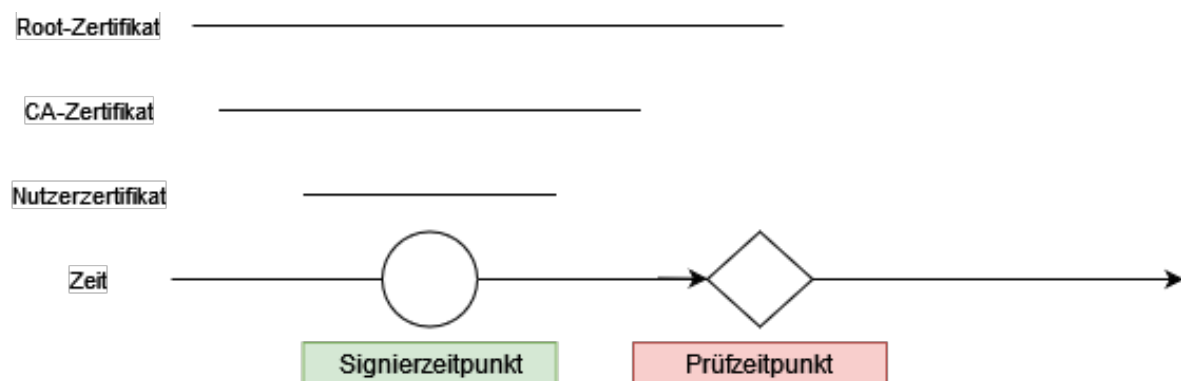 Root-Zertifikat
CA-Zertifikat
Nutzerzertifikat
Zeit
Signierzeitpunkt
Prüfzeitpunkt